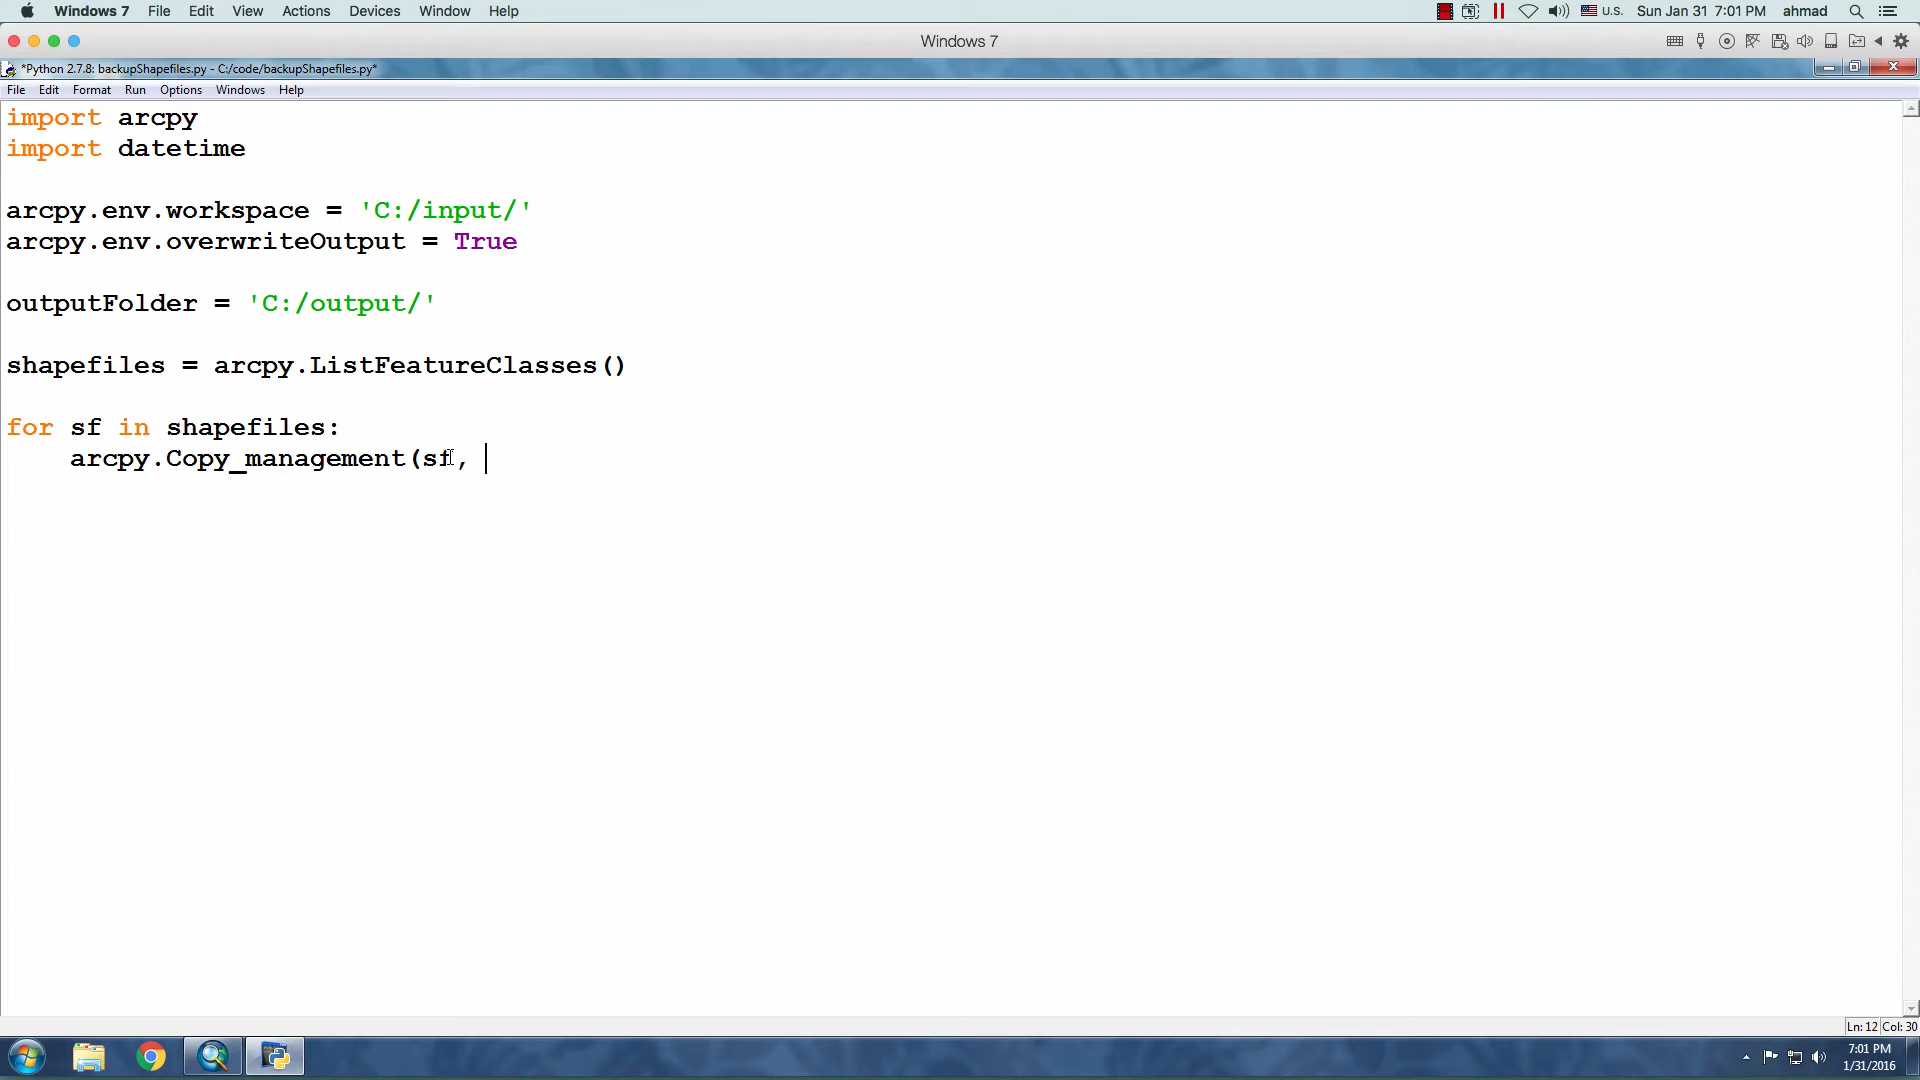 Windows 7 File Edit View Actions Devices Window Help U.S. Sun Jan 31 7:01 PM ahmad
Windows 7
*Python 2.7.8: backupShapefiles.py - C:/code/backupShapefiles.py*
File Edit Format Run Options Windows Help
import arcpy
import datetime
arcpy.env.workspace = 'C:/input/'
arcpy.env.overwriteOutput = True
outputFolder = 'C:/output/'
shapefiles = arcpy.ListFeatureClasses()
for sf in shapefiles:
    arcpy.Copy_management(sf,
Ln: 12 Col: 30
7:01 PM
1/31/2016